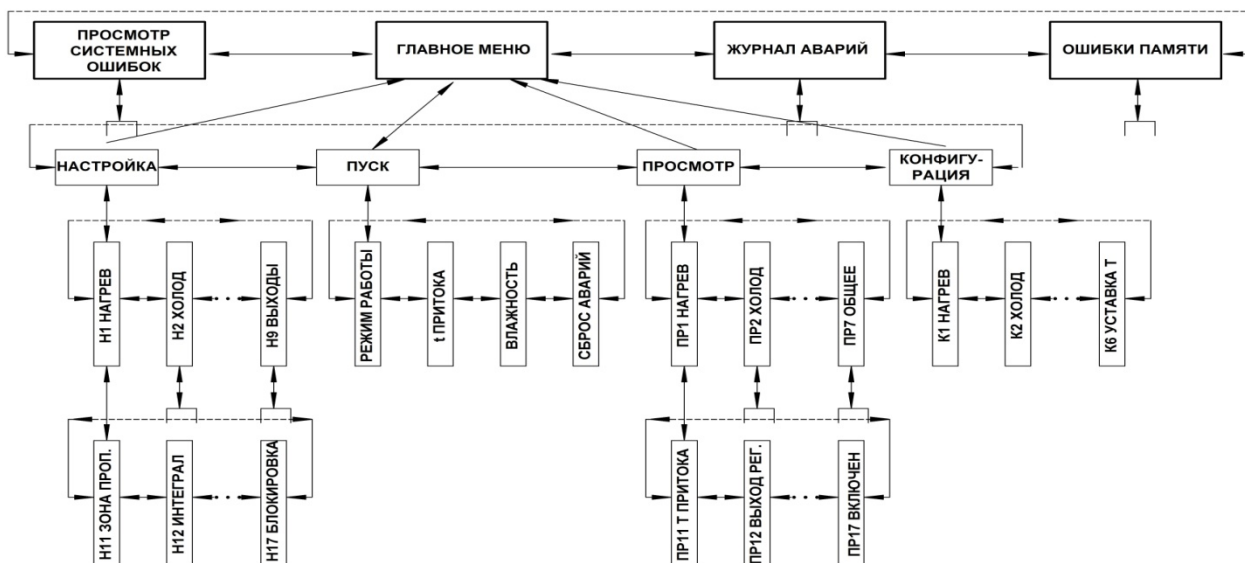 ПРОСМОТР
СИСТЕМНЫХ
ОШИБОК
ГЛАВНОЕ МЕНЮ
ЖУРНАЛ АВАРИЙ
ОШИБКИ ПАМЯТИ
НАСТРОЙКА
ПУСК
ПРОСМОТР
КОНФИГУ-
РАЦИЯ
Н1 НАГРЕВ
Н2 ХОЛОД
Н9 ВЫХОДЫ
РЕЖИМ РАБОТЫ
t ПРИТОКА
ВЛАЖНОСТЬ
СБРОС АВАРИЙ
ПР1 НАГРЕВ
ПР2 ХОЛОД
ПР7 ОБЩЕЕ
К1 НАГРЕВ
К2 ХОЛОД
К6 УСТАВКА Т
Н11 ЗОНА ПРОП.
Н12 ИНТЕГРАЛ
Н17 БЛОКИРОВКА
ПР11 Т ПРИТОКА
ПР12 ВЫХОД РЕГ.
ПР17 ВКЛЮЧЕН